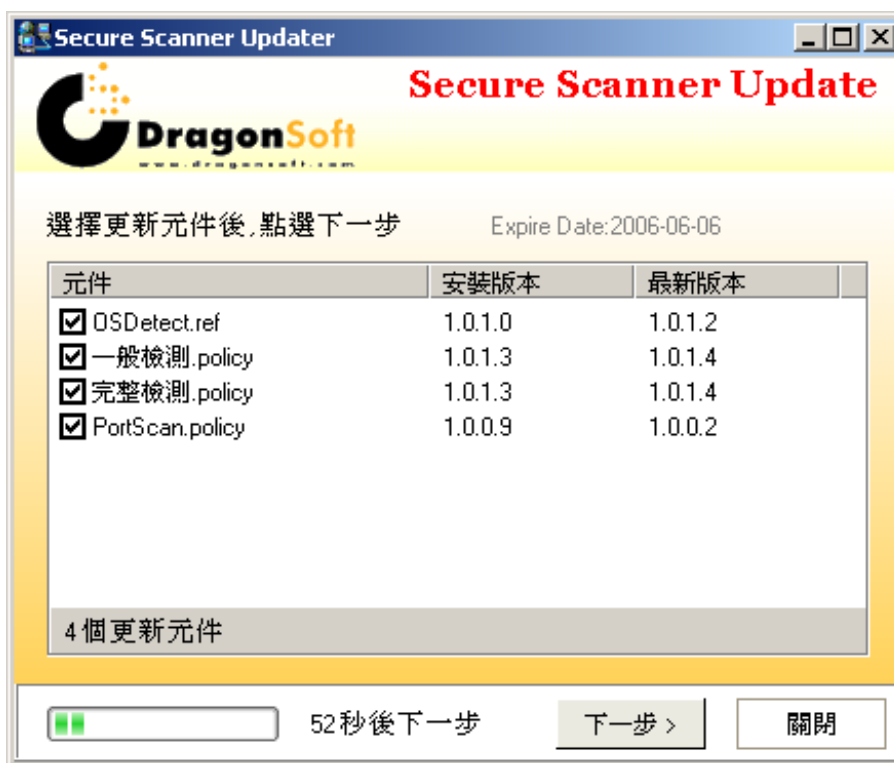 Secure Scanner Updater
Secure Scanner Update
DragonSoft
www.dragonsoft.com
選擇更新元件後,點選下一步 Expire Date:2006-06-06
元件 安裝版本 最新版本
OSDetect.ref 1.0.1.0 1.0.1.2
一般檢測.policy 1.0.1.3 1.0.1.4
完整檢測.policy 1.0.1.3 1.0.1.4
PortScan.policy 1.0.0.9 1.0.0.2
4個更新元件
52秒後下一步 下一步 > 關閉